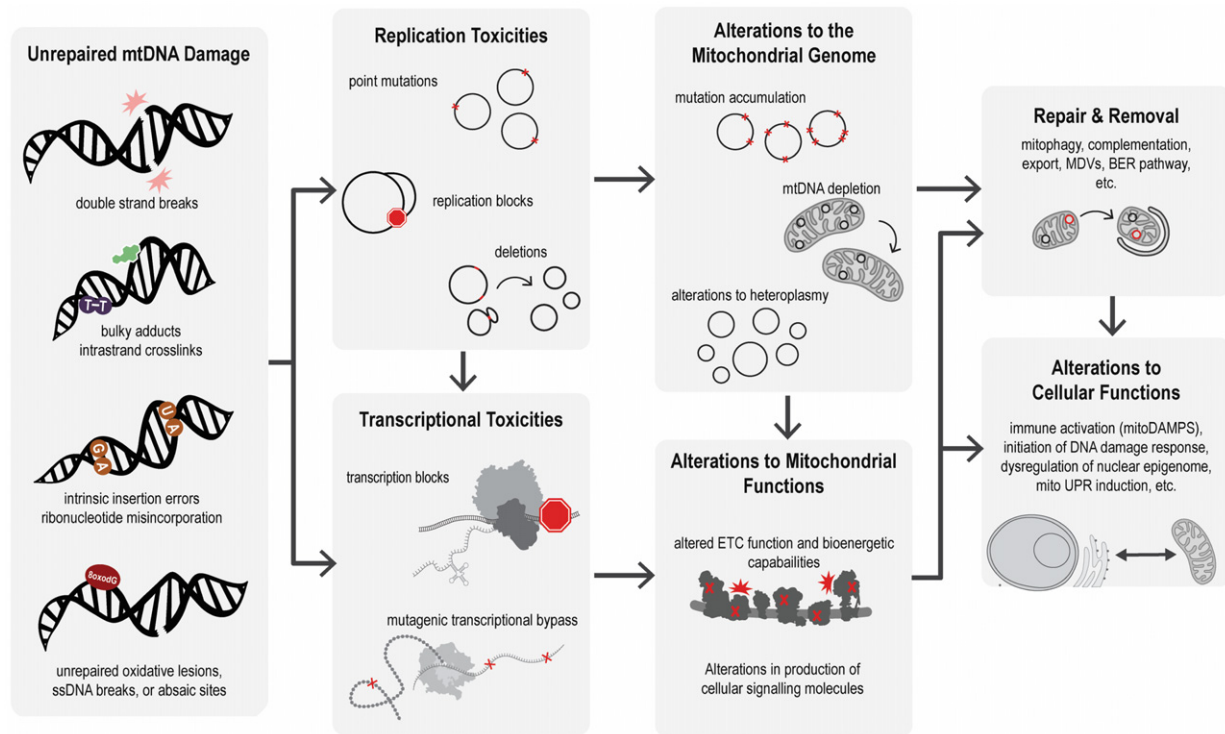 Unrepaired mtDNA Damage
double strand breaks
T-T
bulky adducts
intrastrand crosslinks
U
A
G
A
intrinsic insertion errors
ribonucleotide misincorporation
8oxodG
unrepaired oxidative lesions,
ssDNA breaks, or absaic sites
Replication Toxicities
point mutations
replication blocks
deletions
Transcriptional Toxicities
transcription blocks
mutagenic transcriptional bypass
Alterations to the
Mitochondrial Genome
mutation accumulation
mtDNA depletion
alterations to heteroplasmy
Alterations to Mitochondrial
Functions
altered ETC function and bioenergetic
capabailities
Alterations in production of
cellular signalling molecules
Repair & Removal
mitophagy, complementation,
export, MDVs, BER pathway,
etc.
Alterations to
Cellular Functions
immune activation (mitoDAMPS),
initiation of DNA damage response,
dysregulation of nuclear epigenome,
mito UPR induction, etc.